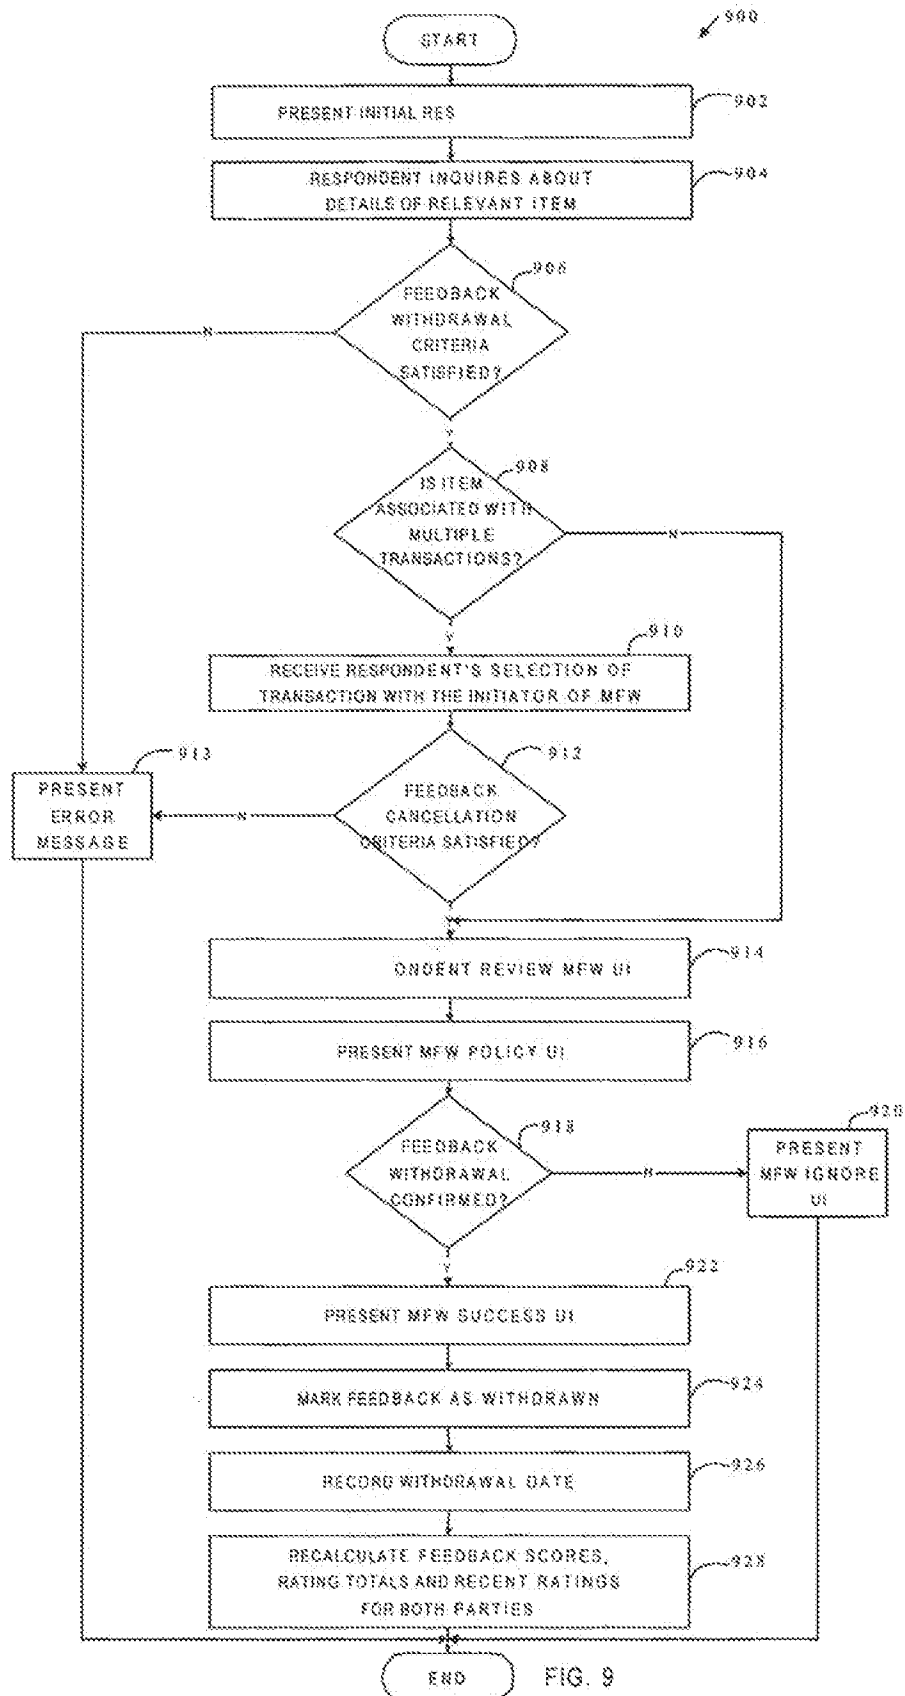 900
START
PRESENT INITIAL RES
902
RESPONDENT INQUIRES ABOUT
DETAILS OF RELEVANT ITEM
904
906
FEEDBACK
WITHDRAWAL
CRITERIA
SATISFIED?
N
Y
908
IS ITEM
ASSOCIATED WITH
MULTIPLE
TRANSACTIONS?
N
Y
910
RECEIVE RESPONDENT'S SELECTION OF
TRANSACTION WITH THE INITIATOR OF MFW
913
PRESENT
ERROR
MESSAGE
912
FEEDBACK
CANCELLATION
CRITERIA SATISFIED?
N
Y
ONDENT REVIEW MFW UI
914
PRESENT MFW POLICY UI
916
918
FEEDBACK
WITHDRAWAL
CONFIRMED?
N
920
PRESENT
MFW IGNORE
UI
Y
922
PRESENT MFW SUCCESS UI
MARK FEEDBACK AS WITHDRAWN
924
RECORD WITHDRAWAL DATE
926
RECALCULATE FEEDBACK SCORES,
RATING TOTALS AND RECENT RATINGS
FOR BOTH PARTIES
928
END
FIG. 9